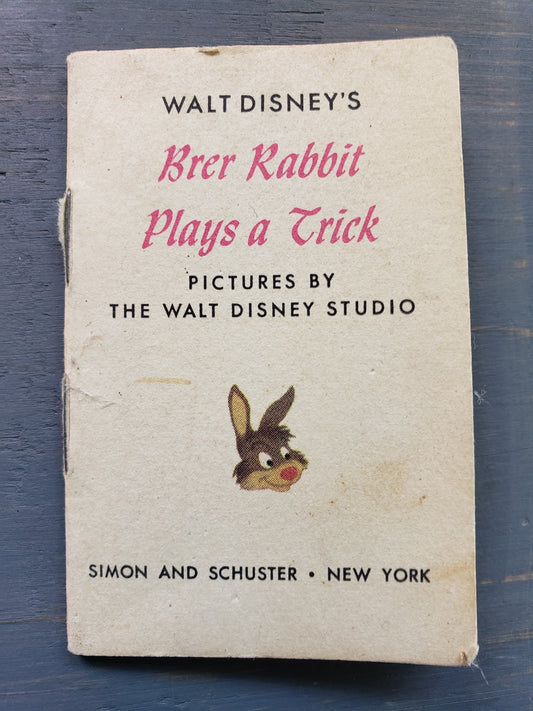 WALT DISNEY'S
Brer Rabbit
Plays a Trick
PICTURES BY
THE WALT DISNEY STUDIO
SIMON AND SCHUSTER • NEW YORK